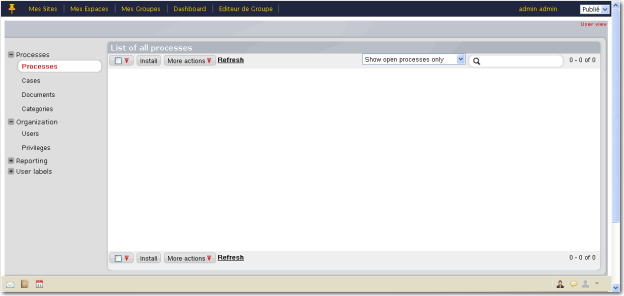 Mes Sites Mes Espaces Mes Groupes Dashboard Editeur de Groupe admin admin Publié
User view
List of all processes
Processes
Processes
Cases
Documents
Categories
Organization
Users
Privileges
Reporting
User labels
Install More actions Refresh Show open processes only 0 - 0 of 0
Install More actions Refresh 0 - 0 of 0